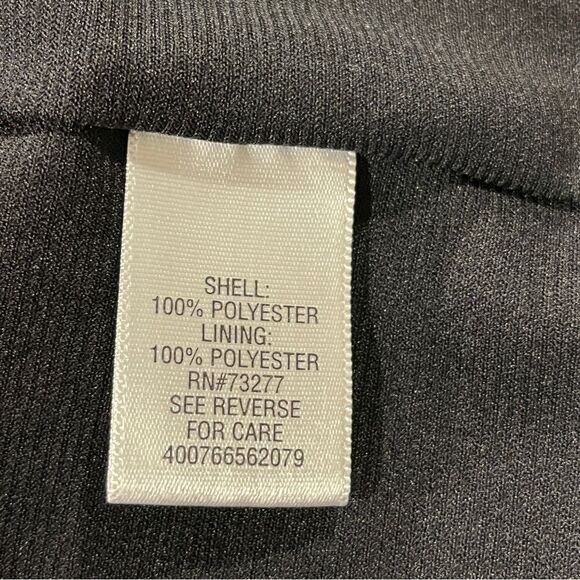 SHELL:
100% POLYESTER
LINING:
100% POLYESTER
RN#73277
SEE REVERSE
FOR CARE
400766562079